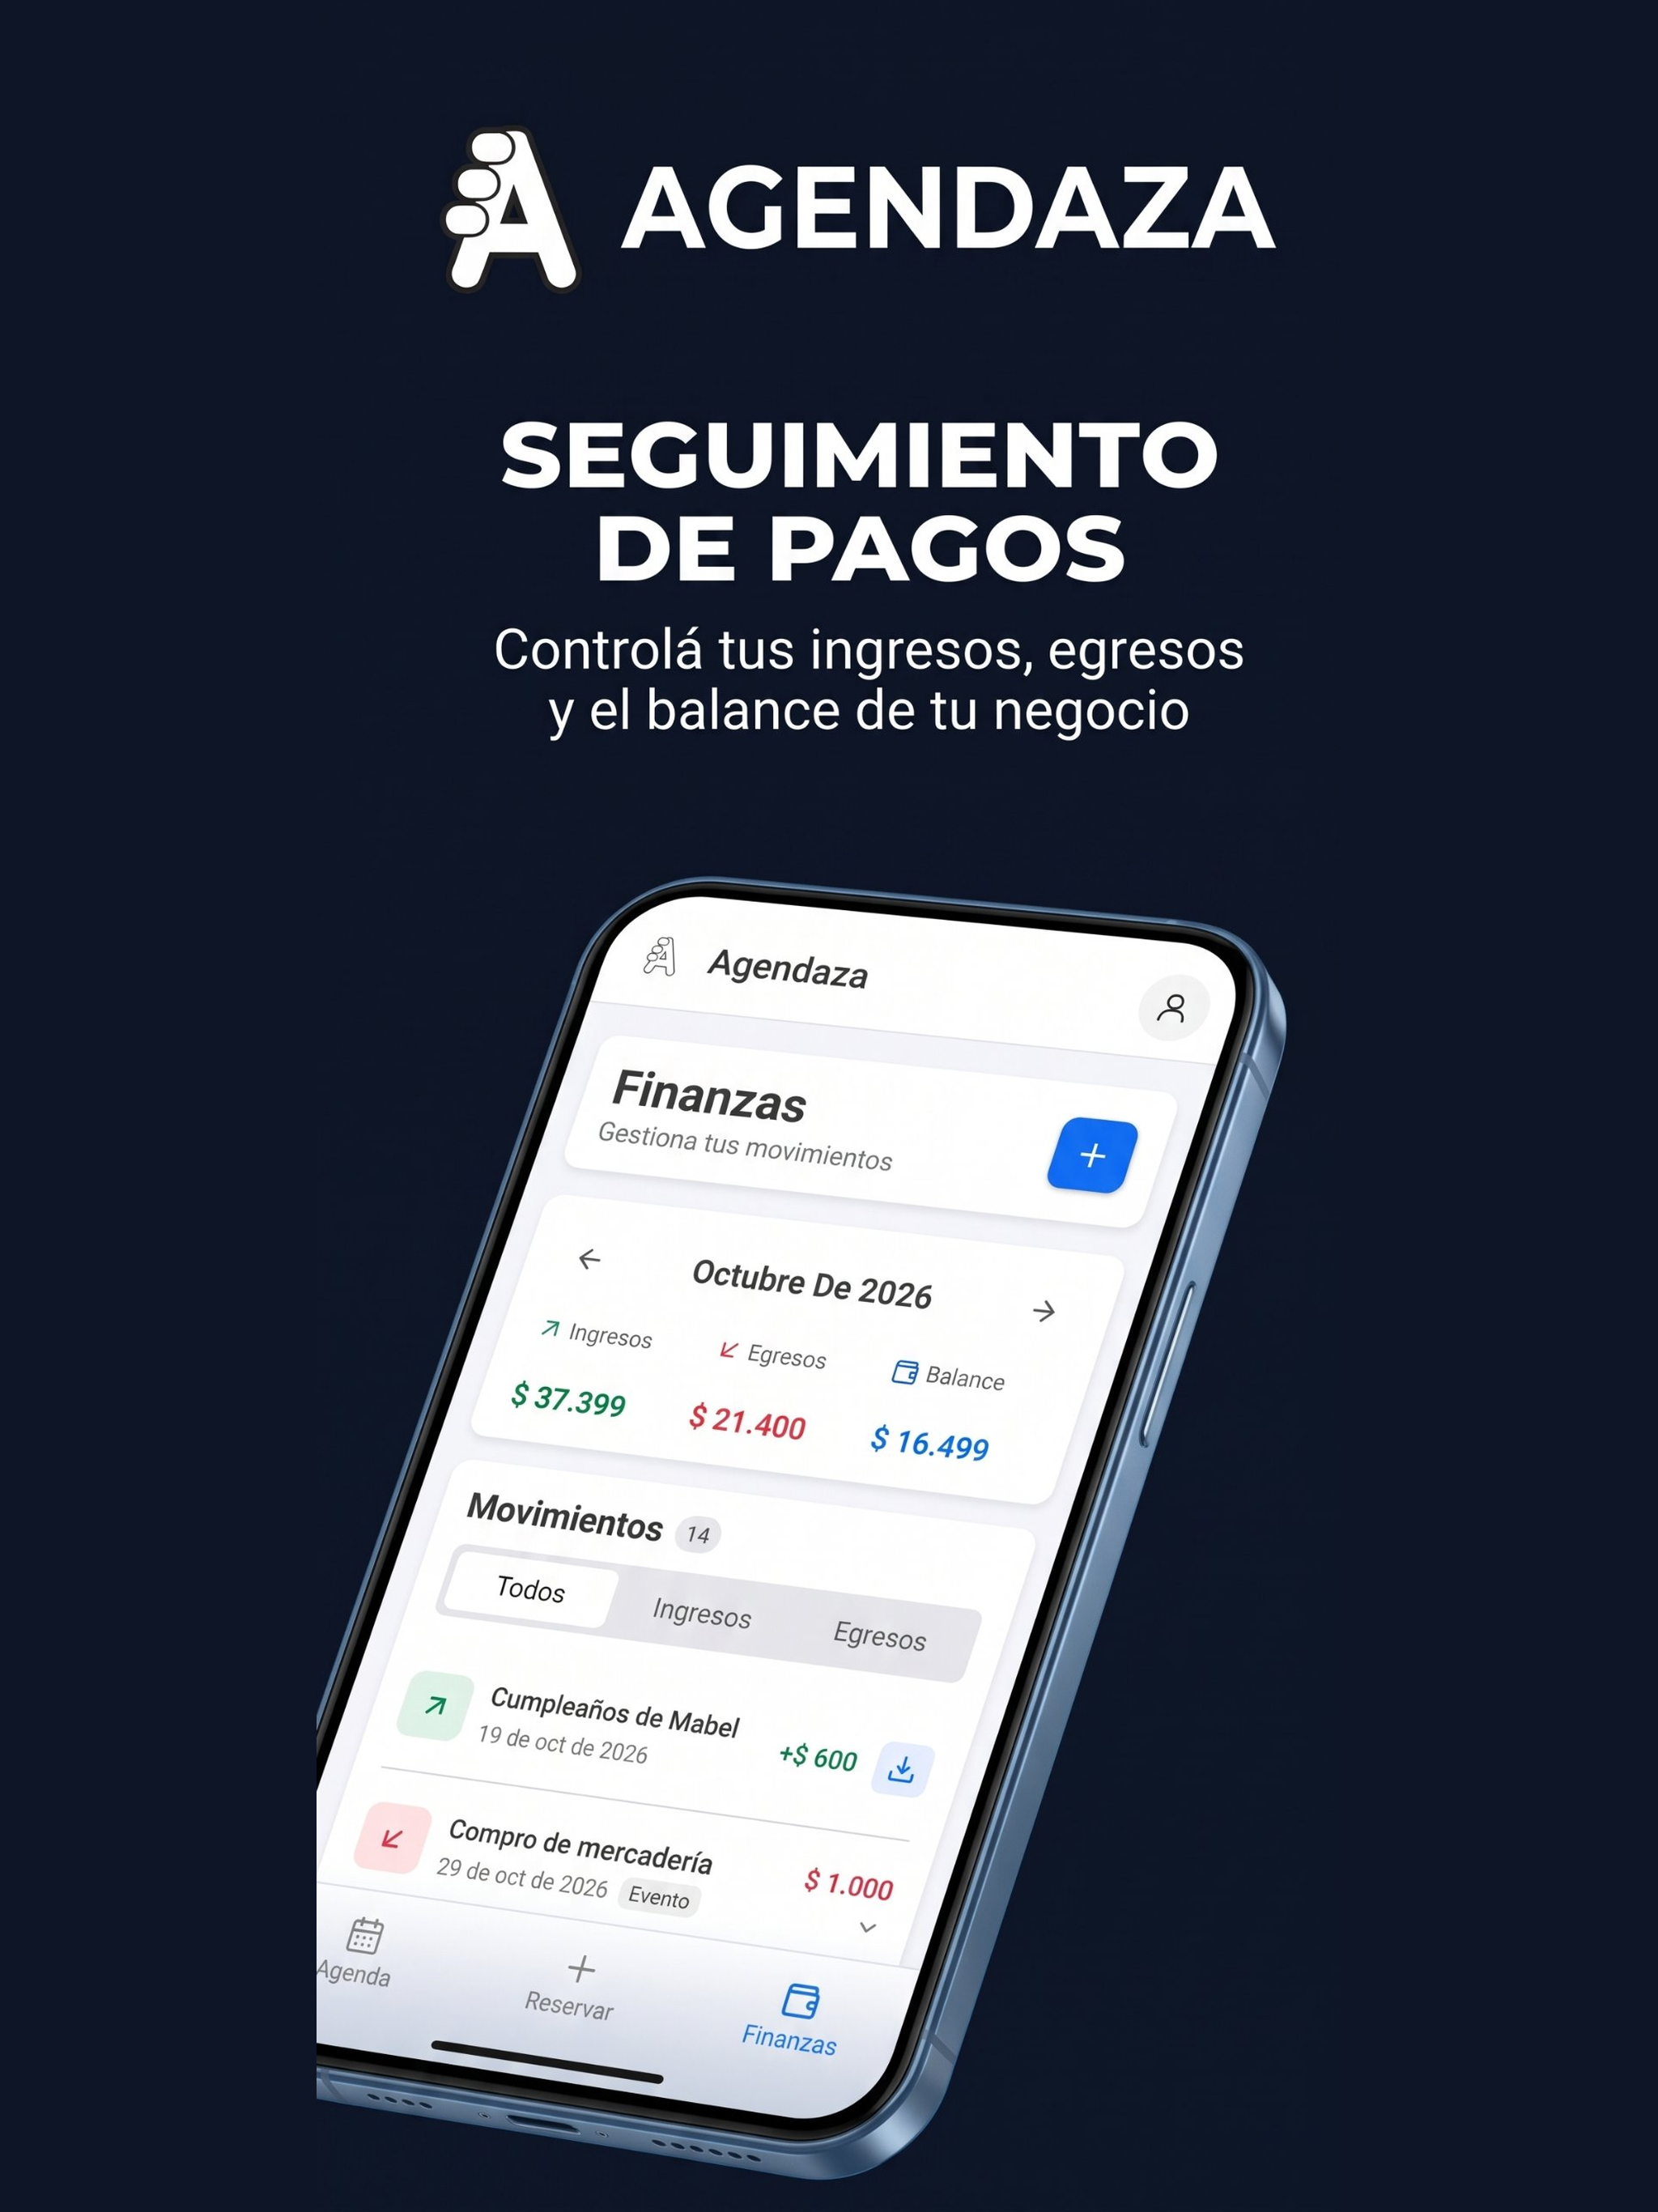 AGENDAZA
SEGUIMIENTO
DE PAGOS
Controlá tus ingresos, egresos
y el balance de tu negocio
Agendaza
Finanzas
Gestiona tus movimientos
+
Octubre De 2026
Ingresos
Egresos
Balance
$ 37.399
$ 21.400
$ 16.499
Movimientos 14
Todos
Ingresos
Egresos
Cumpleaños de Mabel
19 de oct de 2026
+$ 600
Compro de mercadería
29 de oct de 2026 Evento
$ 1.000
Agenda
Reservar
Finanzas